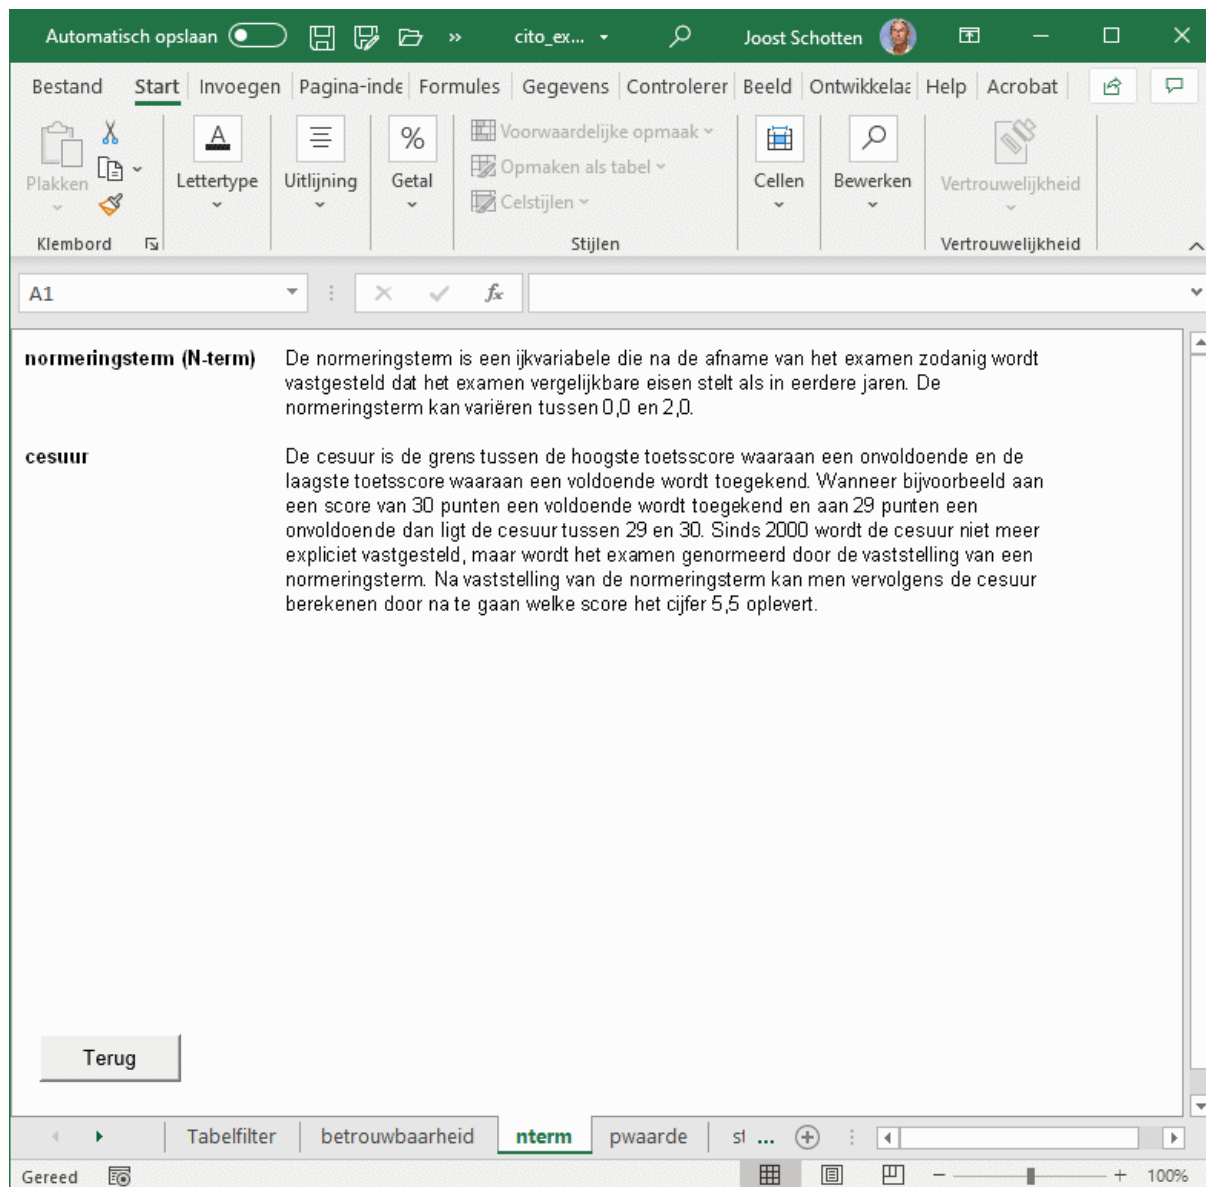 Automatisch opslaan » cito_ex... Joost Schotten
Bestand Start Invoegen Pagina-inde Formules Gegevens Controlerer Beeld Ontwikkelaa Help Acrobat
Plakken
Lettertype Uitlijning Getal
Voorwaardelijke opmaak
Opmaken als tabel
Celstijlen
Cellen Bewerken Vertrouwelijkheid
Klembord Stijlen Vertrouwelijkheid
A1 fx
normeringsterm (N-term) De normeringsterm is een ijkvariabele die na de afname van het examen zodanig wordt
vastgesteld dat het examen vergelijkbare eisen stelt als in eerdere jaren. De
normeringsterm kan variëren tussen 0,0 en 2,0.
cesuur De cesuur is de grens tussen de hoogste toetsscore waaraan een onvoldoende en de
laagste toetsscore waaraan een voldoende wordt toegekend. Wanneer bijvoorbeeld aan
een score van 30 punten een voldoende wordt toegekend en aan 29 punten een
onvoldoende dan ligt de cesuur tussen 29 en 30. Sinds 2000 wordt de cesuur niet meer
expliciet vastgesteld, maar wordt het examen genormeerd door de vaststelling van een
normeringsterm. Na vaststelling van de normeringsterm kan men vervolgens de cesuur
berekenen door na te gaan welke score het cijfer 5,5 oplevert.
Terug
Tabelfilter betrouwbaarheid nterm pwaarde st ...
Gereed 100%